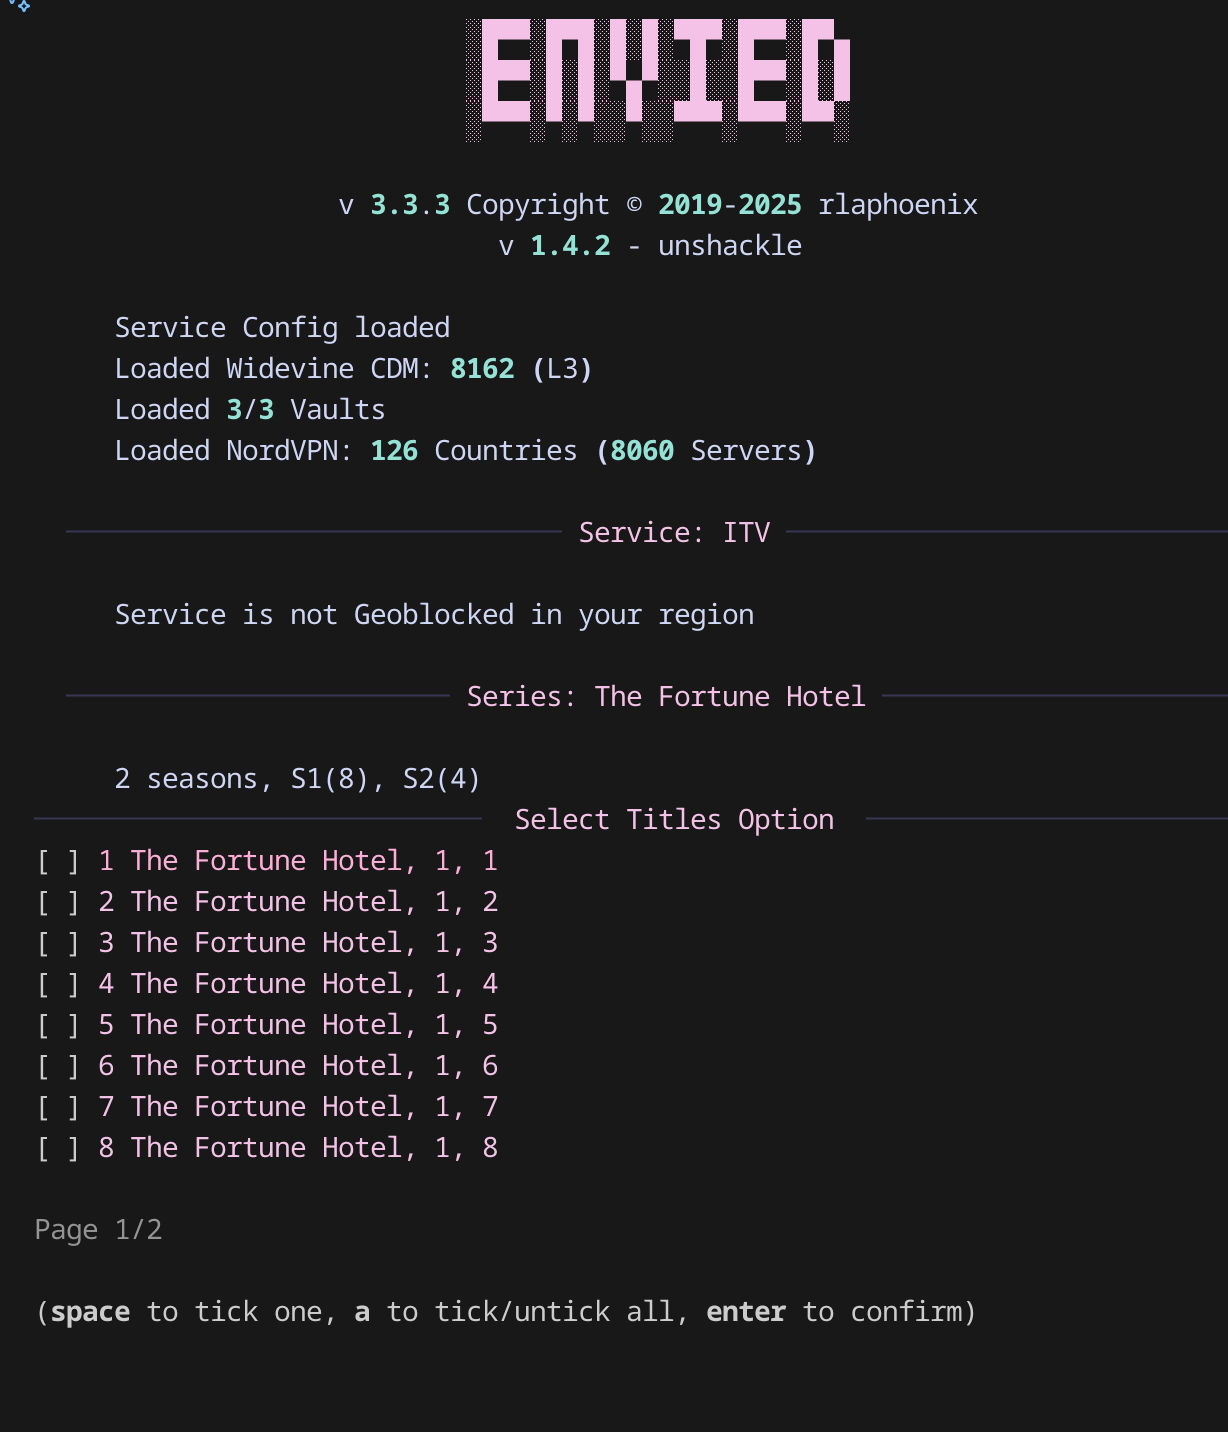 ENVIED
v 3.3.3 Copyright © 2019-2025 rlaphoenix
v 1.4.2 - unshackle
Service Config loaded
Loaded Widevine CDM: 8162 (L3)
Loaded 3/3 Vaults
Loaded NordVPN: 126 Countries (8060 Servers)
Service: ITV
Service is not Geoblocked in your region
Series: The Fortune Hotel
2 seasons, S1(8), S2(4)
Select Titles Option
[ ] 1 The Fortune Hotel, 1, 1
[ ] 2 The Fortune Hotel, 1, 2
[ ] 3 The Fortune Hotel, 1, 3
[ ] 4 The Fortune Hotel, 1, 4
[ ] 5 The Fortune Hotel, 1, 5
[ ] 6 The Fortune Hotel, 1, 6
[ ] 7 The Fortune Hotel, 1, 7
[ ] 8 The Fortune Hotel, 1, 8
Page 1/2
(space to tick one, a to tick/untick all, enter to confirm)